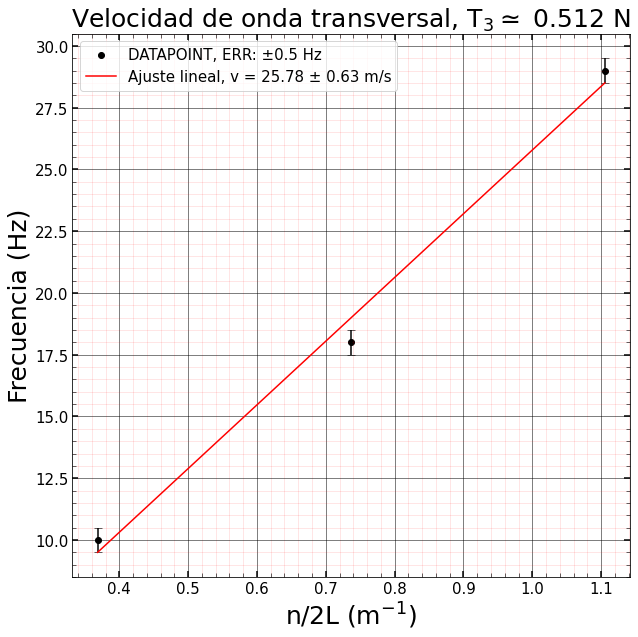 Velocidad de onda transversal, T₃ ≃ 0.512 N
DATAPOINT, ERR: ±0.5 Hz
Ajuste lineal, v = 25.78 ± 0.63 m/s
Frecuencia (Hz)
30.0
27.5
25.0
22.5
20.0
17.5
15.0
12.5
10.0
0.4 0.5 0.6 0.7 0.8 0.9 1.0 1.1
n/2L (m⁻¹)